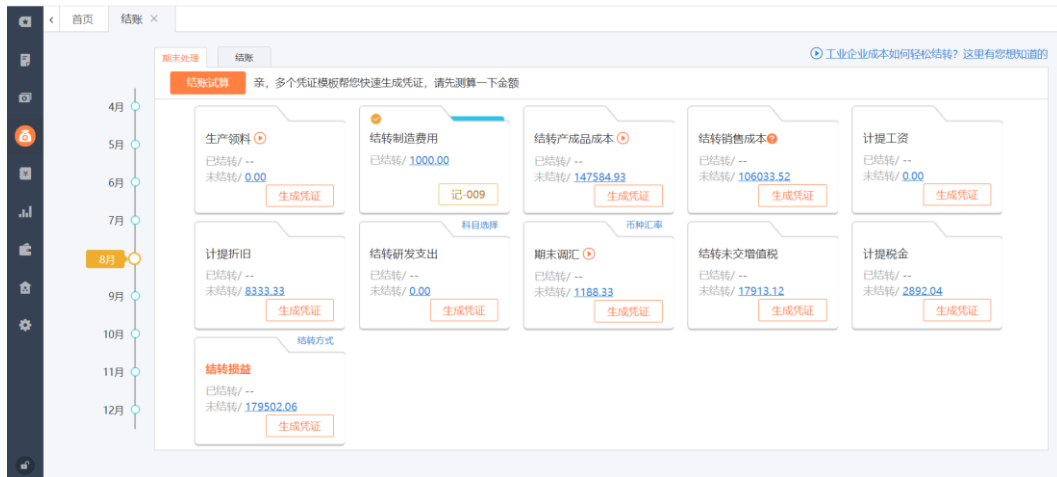 首页
结账
期末处理
结账
工业企业成本如何轻松结转？这里有您想知道的
结账试算
亲，多个凭证模板帮您快速生成凭证，请先测算一下金额
4月
5月
6月
7月
8月
9月
10月
11月
12月
生产领料
已结转/ --
未结转/ 0.00
生成凭证
结转制造费用
已结转/ 1000.00
记-009
结转产成品成本
已结转/ --
未结转/ 147584.93
生成凭证
结转销售成本
已结转/ --
未结转/ 106033.52
生成凭证
计提工资
已结转/ --
未结转/ 0.00
生成凭证
计提折旧
已结转/ --
未结转/ 8333.33
生成凭证
科目选择
结转研发支出
已结转/ --
未结转/ 0.00
生成凭证
币种汇率
期末调汇
已结转/ --
未结转/ 1188.33
生成凭证
结转未交增值税
已结转/ --
未结转/ 17913.12
生成凭证
计提税金
已结转/ --
未结转/ 2892.04
生成凭证
结转方式
结转损益
已结转/ --
未结转/ 179502.06
生成凭证